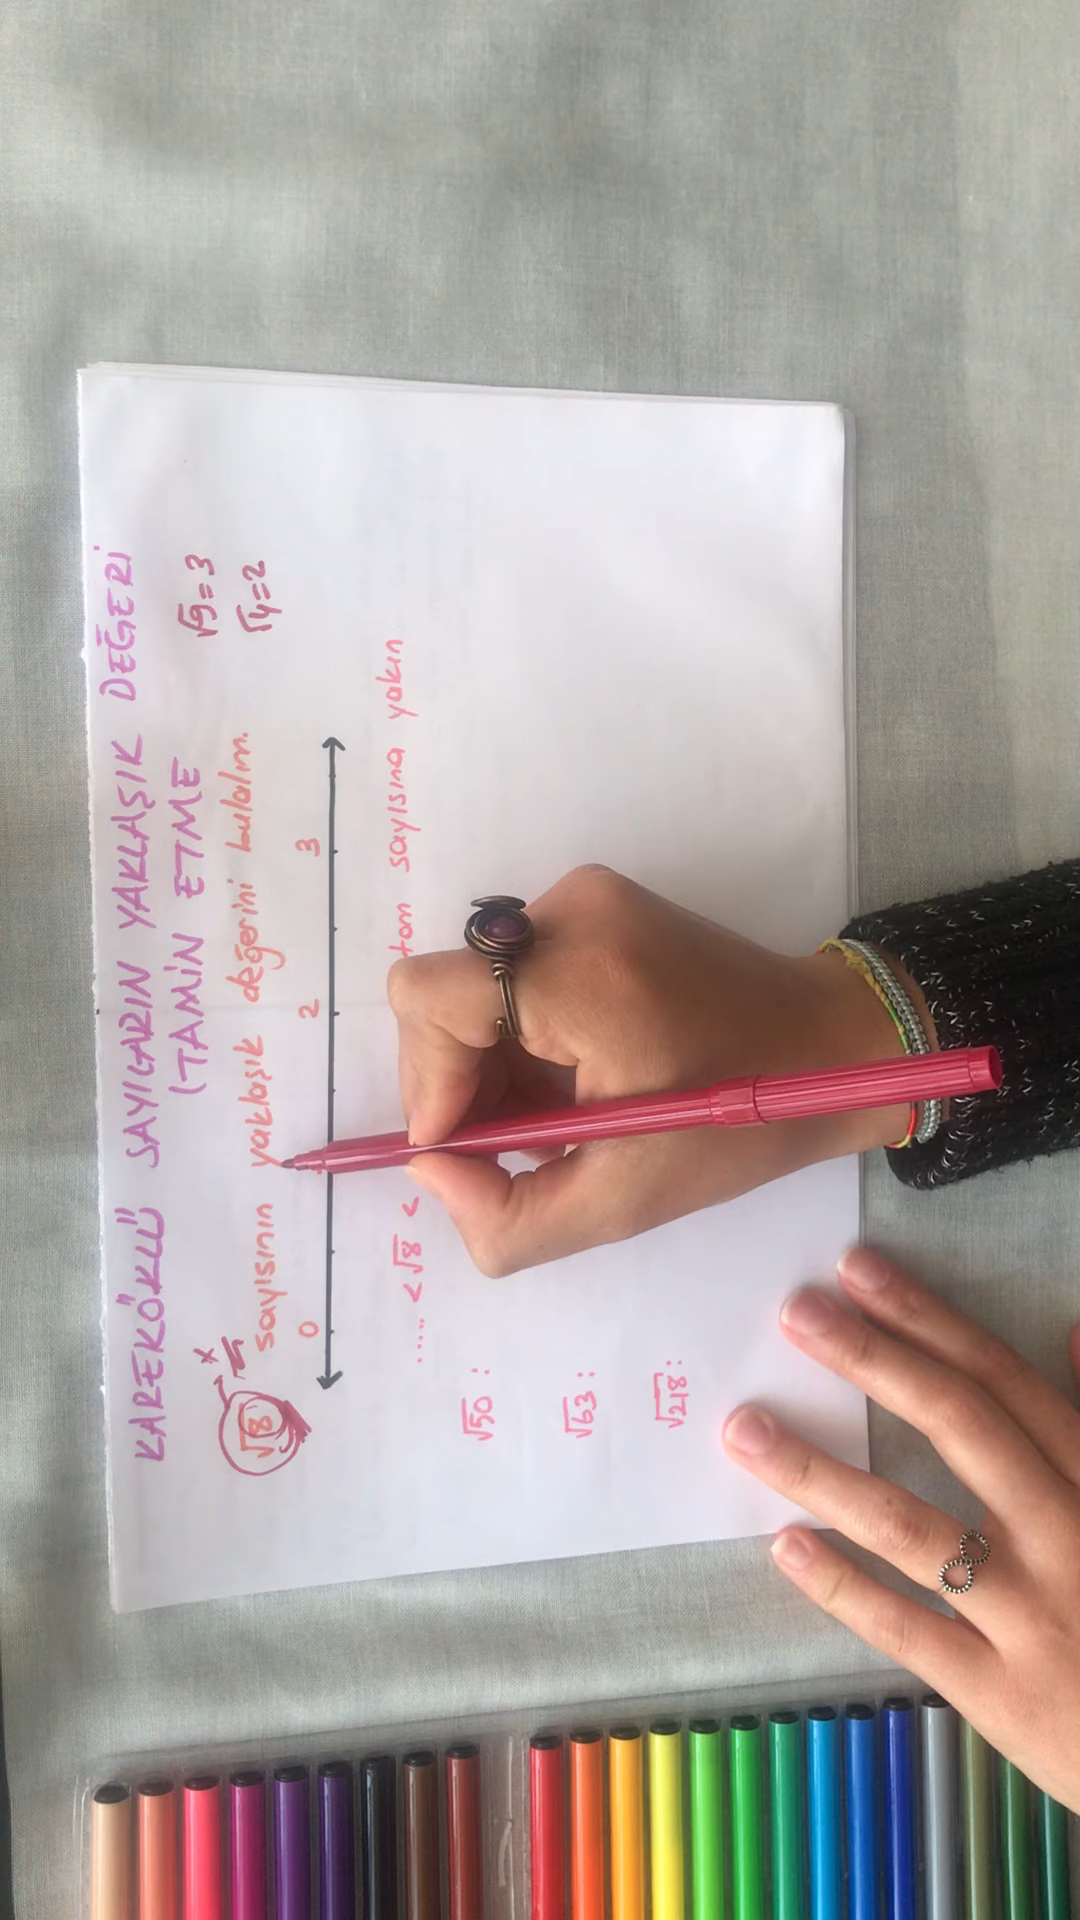 KAREKÖKLÜ SAYILARIN YAKLAŞIK DEĞERİ
(TAMİN ETME
√9=3
√4=2
√8 sayısının yaklaşık değerini bulalım.
x
0 2 3
..... < √8 < tam sayısına yakın
√50 :
√63 :
√218 :